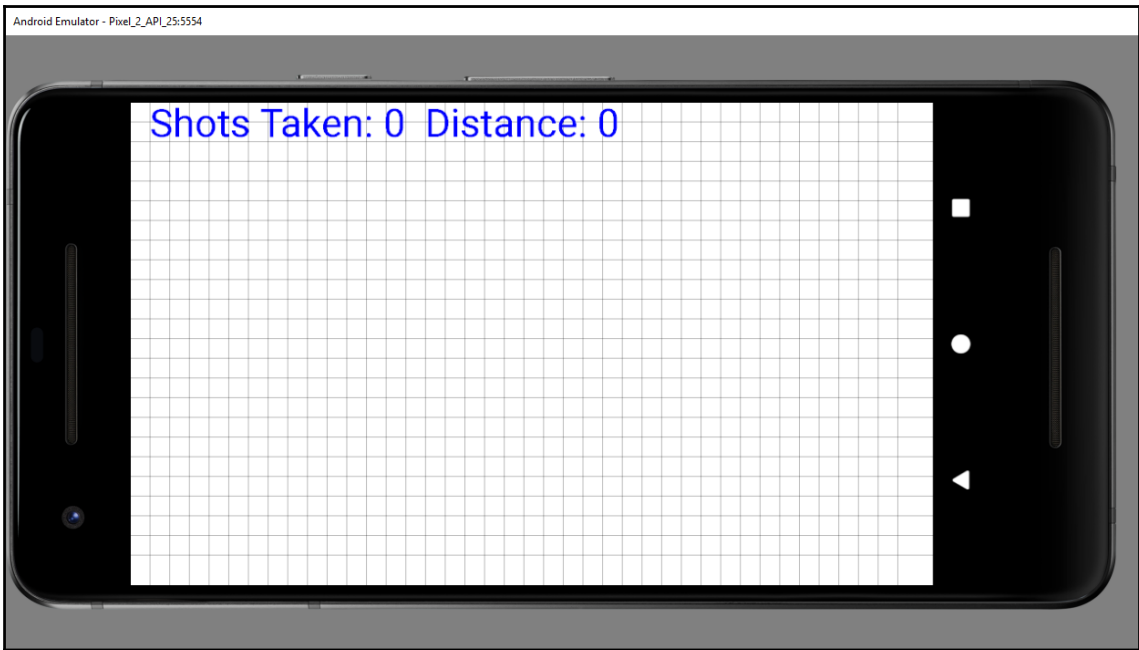 Android Emulator - Pixel_2_API_25:5554
Shots Taken: 0  Distance: 0